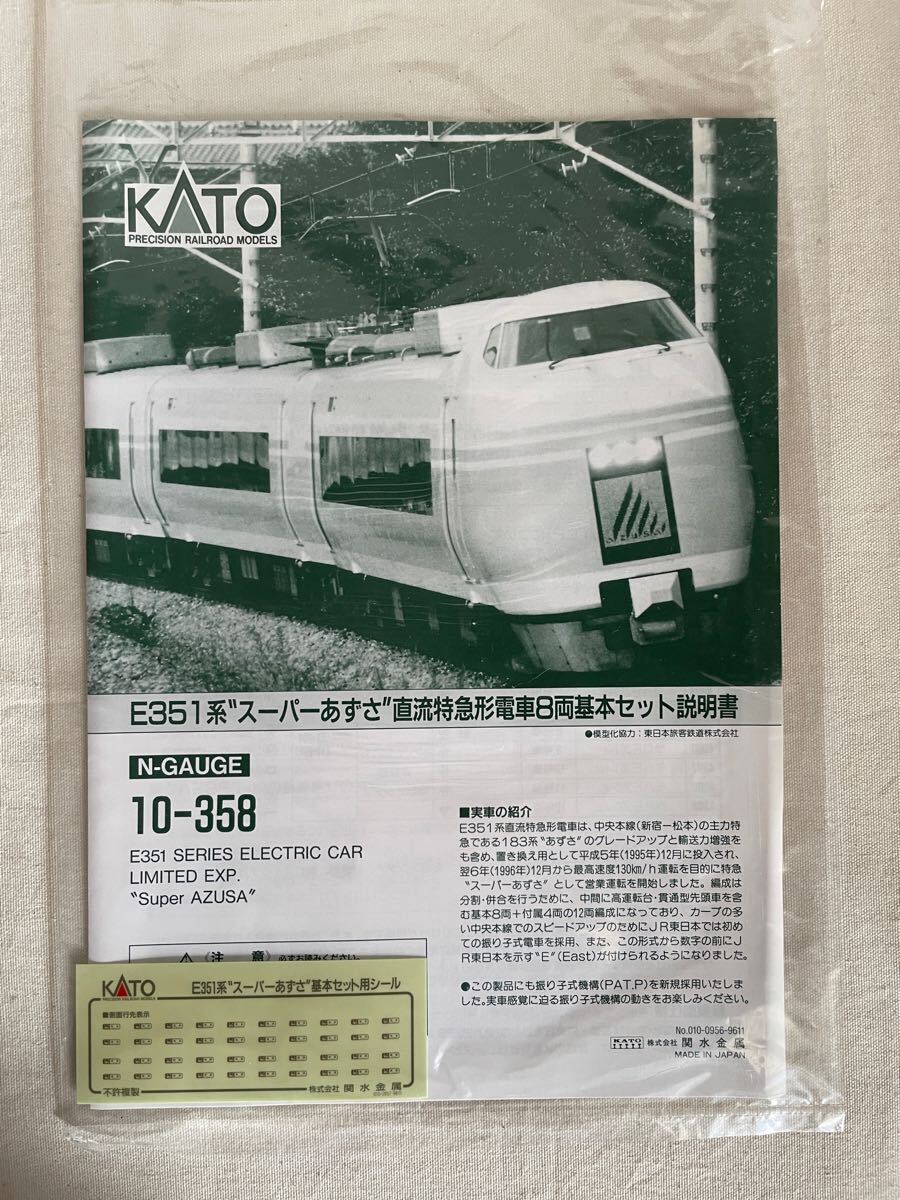 KATO
PRECISION RAILROAD MODELS
E351系“スーパーあずさ”直流特急形電車8両基本セット説明書
●模型化協力：東日本旅客鉄道株式会社
N-GAUGE
10-358
E351 SERIES ELECTRIC CAR
LIMITED EXP.
“Super AZUSA”
■実車の紹介
E351系直流特急形電車は、中央本線(新宿ー松本)の主力特
急である183系“あずさ”のグレードアップと輸送力増強を
も含め、置き換え用として平成5年(1995年)12月に投入され、
翌6年(1996年)12月から最高速度130km/h運転を目的に特急
“スーパーあずさ”として営業運転を開始しました。編成は
分割・併合を行うために、中間に高運転台・貫通型先頭車を含
む基本8両＋付属4両の12両編成になっており、カーブの多
い中央本線でのスピードアップのためにJR東日本では初め
ての振り子式電車を採用、また、この形式から数字の前にJ
R東日本を示す“E”(East)が付けられるようになりました。
●この製品にも振り子式機構(PAT.P)を新規採用いたしま
した。実車感覚に迫る振り子式機構の動きをお楽しみください。
⚠〈注 意〉必ずお読みください。
No.010-0956-9611
KATO 株式会社 関水金属
MADE IN JAPAN
KATO
PRECISION RAILROAD MODELS
E351系“スーパーあずさ”基本セット用シール
■側面行先表示
不許複製
株式会社 関水金属